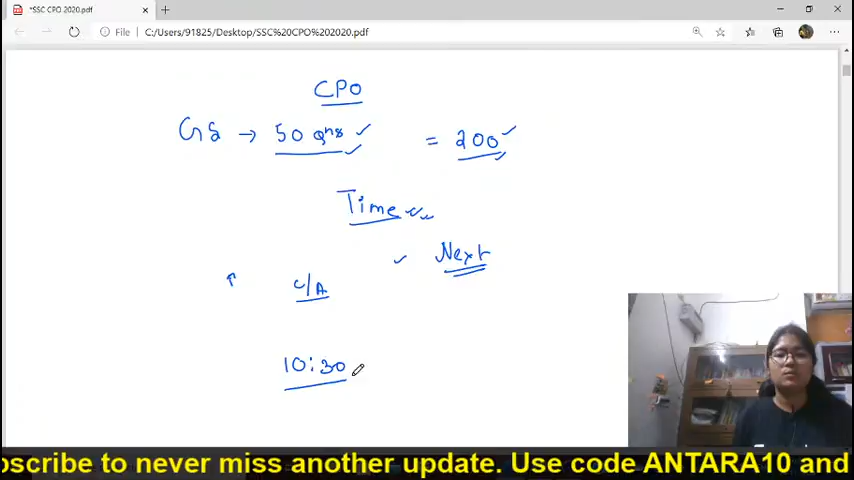 *SSC CPO 2020.pdf
File | C:/Users/91825/Desktop/SSC%20CPO%202020.pdf
CPO
GS → 50 Qns = 200
Time
Next
C/A
10:30
bscribe to never miss another update. Use code ANTARA10 and